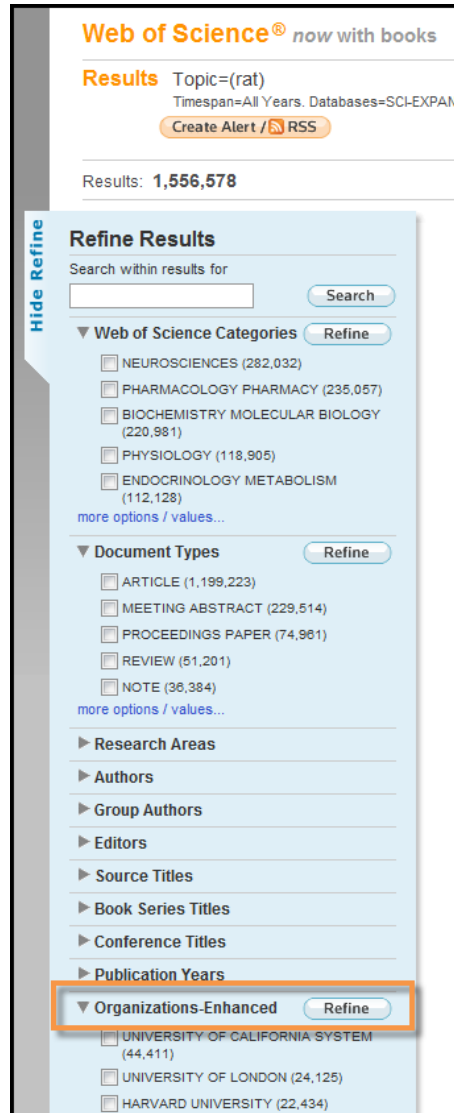 Web of Science® now with books
Results Topic=(rat)
Timespan=All Years. Databases=SCI-EXPAN
Create Alert / RSS
Results: 1,556,578
Hide Refine
Refine Results
Search within results for
Search
Web of Science Categories Refine
NEUROSCIENCES (282,032)
PHARMACOLOGY PHARMACY (235,057)
BIOCHEMISTRY MOLECULAR BIOLOGY
(220,981)
PHYSIOLOGY (118,905)
ENDOCRINOLOGY METABOLISM
(112,128)
more options / values...
Document Types Refine
ARTICLE (1,199,223)
MEETING ABSTRACT (229,514)
PROCEEDINGS PAPER (74,961)
REVIEW (51,201)
NOTE (36,384)
more options / values...
Research Areas
Authors
Group Authors
Editors
Source Titles
Book Series Titles
Conference Titles
Publication Years
Organizations-Enhanced Refine
UNIVERSITY OF CALIFORNIA SYSTEM
(44,411)
UNIVERSITY OF LONDON (24,125)
HARVARD UNIVERSITY (22,434)